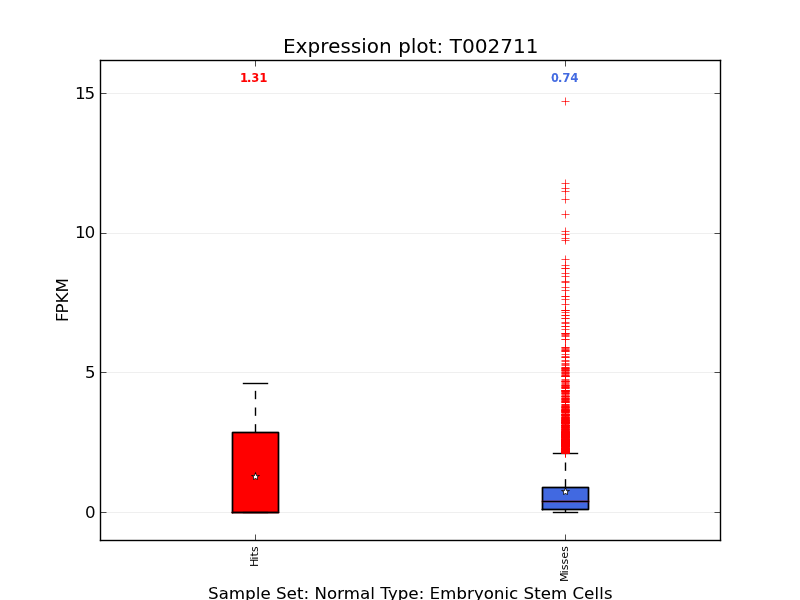 Expression plot: T002711
1.31
0.74
15
10
5
0
FPKM
Hits
Misses
Sample Set: Normal Type: Embryonic Stem Cells